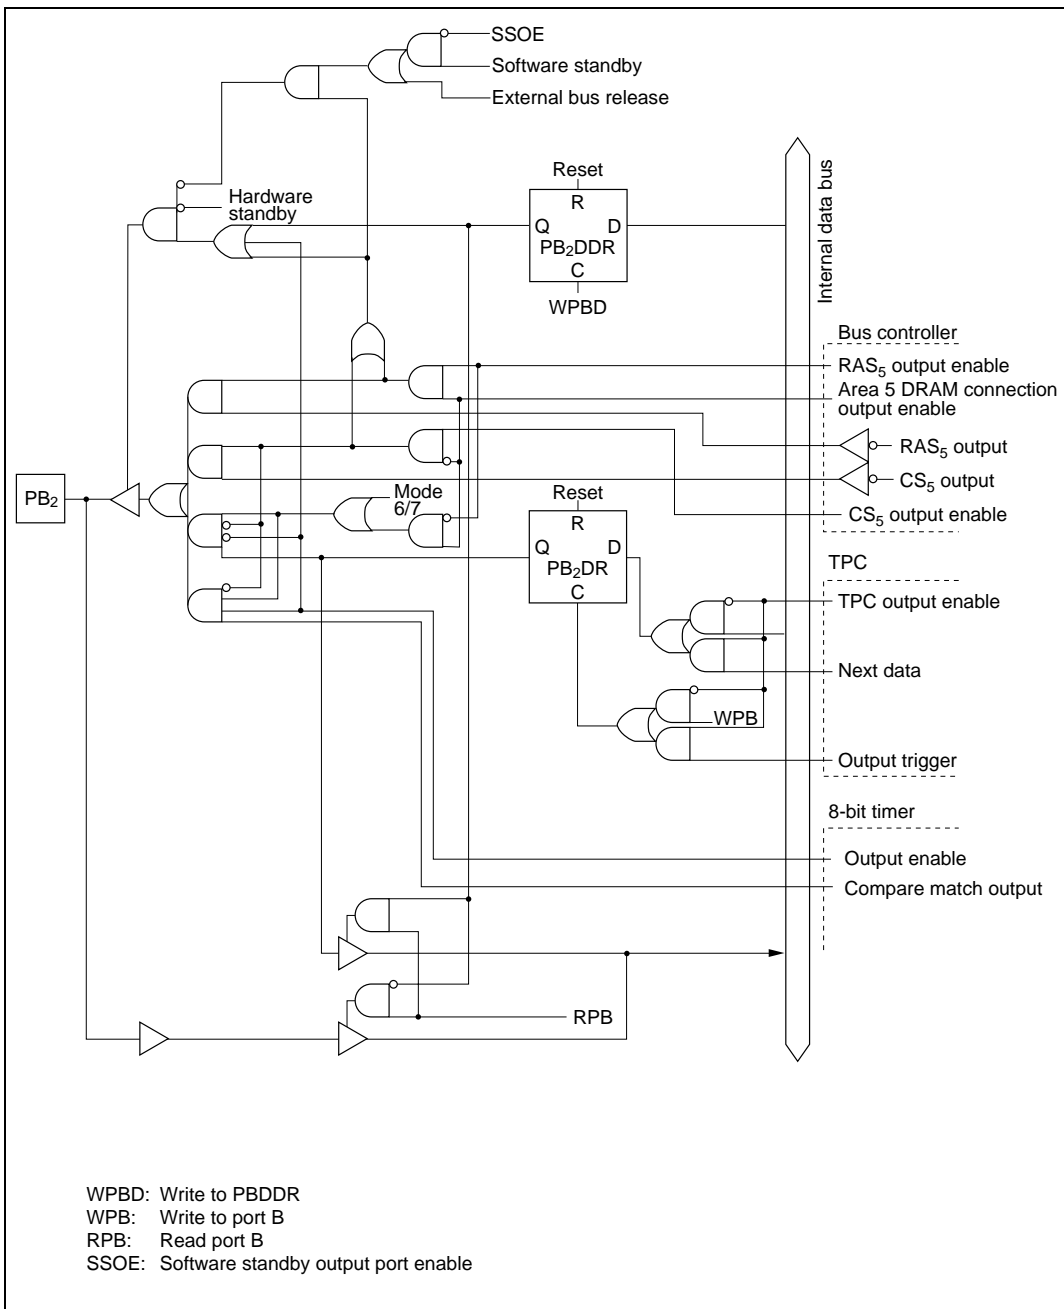 SSOE
Software standby
External bus release
Reset
R
Hardware
standby
Q D
PB₂DDR
C
WPBD
Internal data bus
Bus controller
RAS₅ output enable
Area 5 DRAM connection
output enable
RAS₅ output
CS₅ output
CS₅ output enable
PB₂
Mode
6/7
Reset
R
Q D
PB₂DR
C
TPC
TPC output enable
Next data
WPB
Output trigger
8-bit timer
Output enable
Compare match output
RPB
WPBD: Write to PBDDR
WPB: Write to port B
RPB: Read port B
SSOE: Software standby output port enable